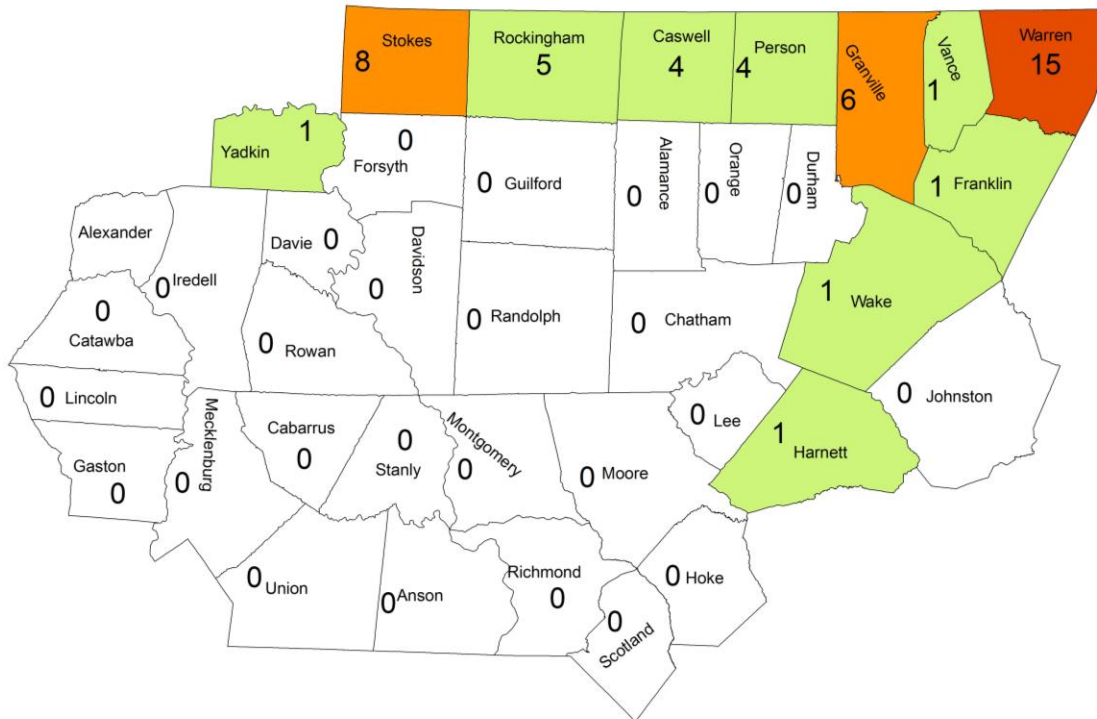 Stokes
8
Rockingham
5
Caswell
4
Person
4
Granville
6
Vance
1
Warren
15
Yadkin
1
Forsyth
0
Guilford
0
Alamance
0
Orange
0
Durham
0
Franklin
1
Alexander
Iredell
0
Davie
0
Davidson
0
Randolph
0
Chatham
0
Wake
1
Catawba
0
Rowan
0
Lincoln
0
Johnston
0
Gaston
0
Mecklenburg
0
Cabarrus
0
Stanly
0
Montgomery
0
Moore
0
Lee
0
Harnett
1
Union
0
Anson
0
Richmond
0
Scotland
0
Hoke
0